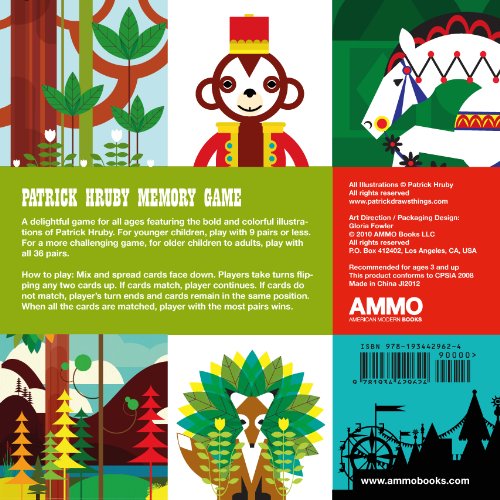 PATRICK HRUBY MEMORY GAME
A delightful game for all ages featuring the bold and colorful illustra-
tions of Patrick Hruby. For younger children, play with 9 pairs or less.
For a more challenging game, for older children to adults, play with
all 36 pairs.
How to play: Mix and spread cards face down. Players take turns flip-
ping any two cards up. If cards match, player continues. If cards do
not match, player's turn ends and cards remain in the same position.
When all the cards are matched, player with the most pairs wins.
All Illustrations © Patrick Hruby
All rights reserved
www.patrickdrawsthings.com
Art Direction / Packaging Design:
Gloria Fowler
© 2010 AMMO Books LLC
All rights reserved
P.O. Box 412402, Los Angeles, CA, USA
Recommended for ages 3 and up
This product conforms to CPSIA 2008
Made in China JI2012
AMMO
AMERICAN MODERN BOOKS
ISBN 978-193442962-4
90000>
9 781934 429624
www.ammobooks.com